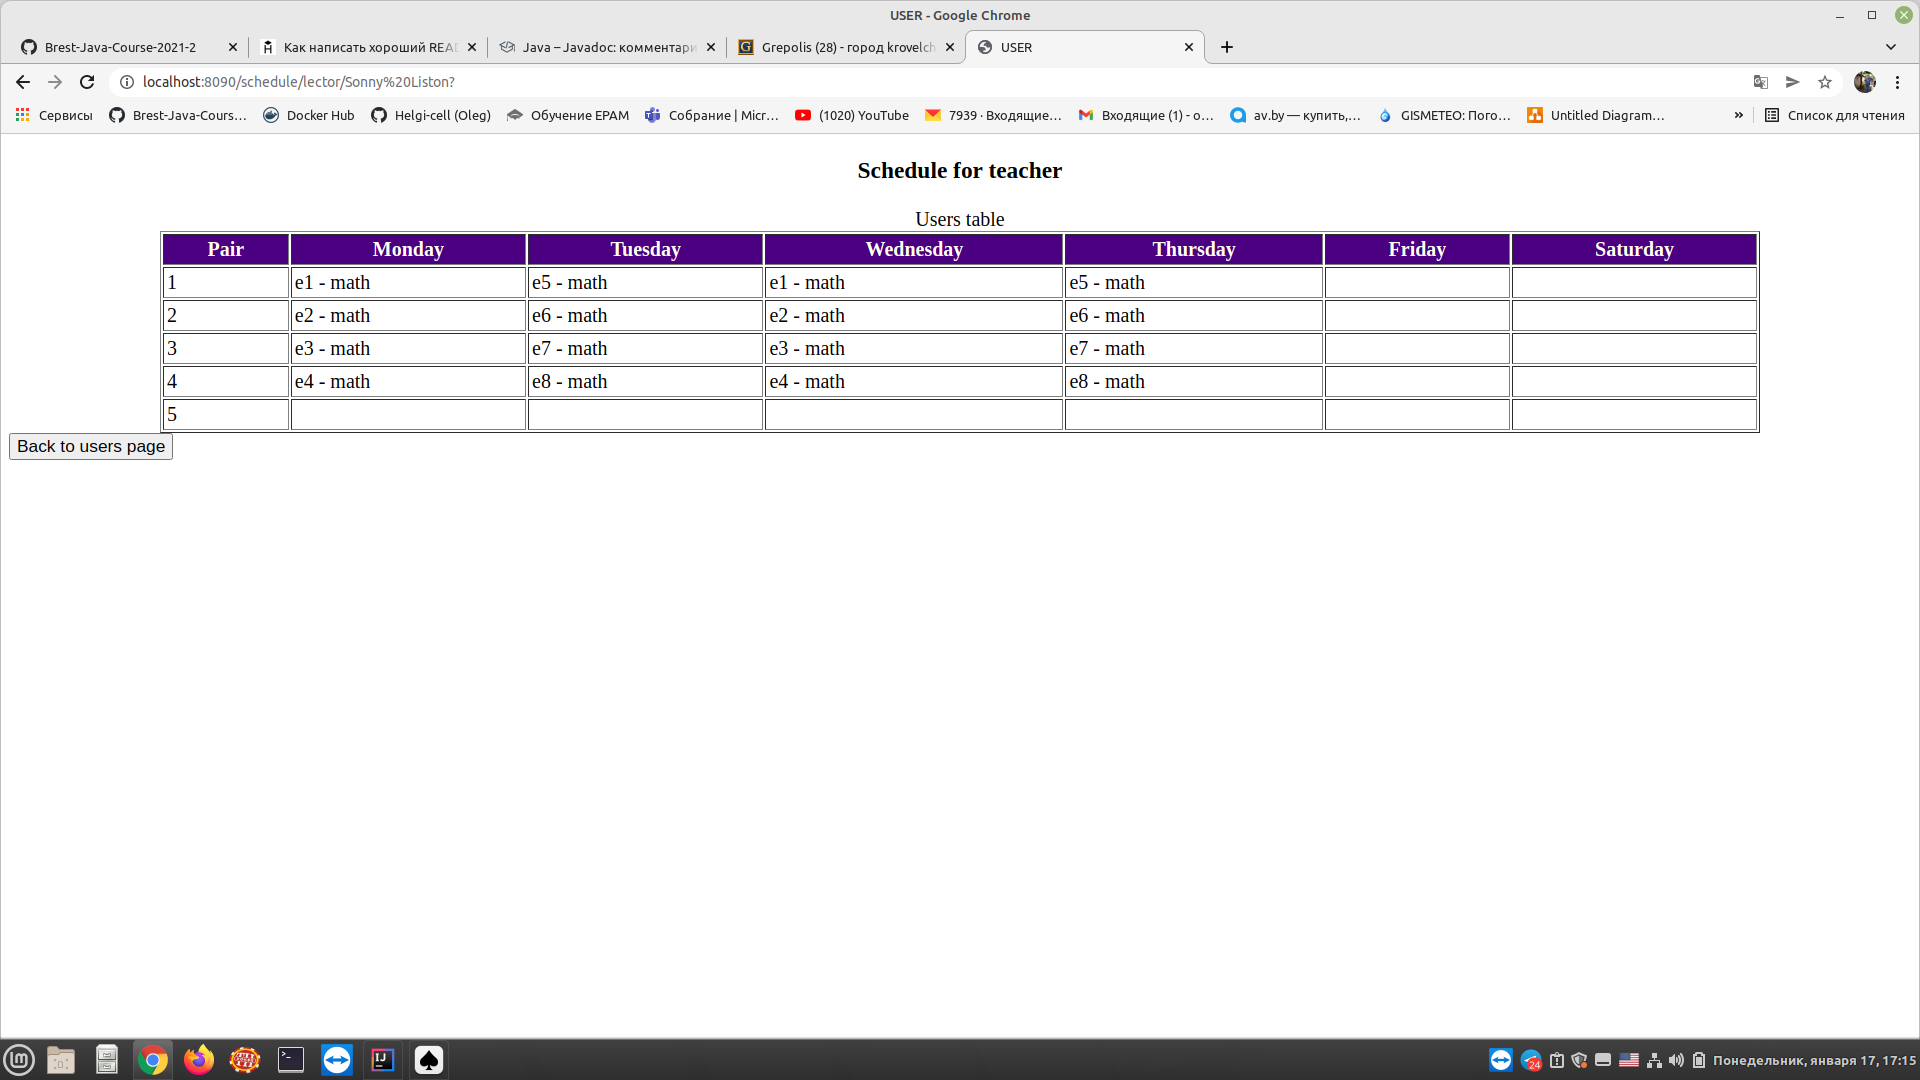 USER - Google Chrome
Brest-Java-Course-2021-2
Как написать хороший REA
Java – Javadoc: комментари
Grepolis (28) - город krovelch
USER
localhost:8090/schedule/lector/Sonny%20Liston?
Сервисы
Brest-Java-Cours…
Docker Hub
Helgi-cell (Oleg)
Обучение EPAM
Собрание | Micr…
(1020) YouTube
7939 · Входящие…
Входящие (1) - o…
av.by — купить,…
GISMETEO: Пого…
Untitled Diagram…
»
Список для чтения
Schedule for teacher
Users table
Pair Monday Tuesday Wednesday Thursday Friday Saturday
1 e1 - math e5 - math e1 - math e5 - math
2 e2 - math e6 - math e2 - math e6 - math
3 e3 - math e7 - math e3 - math e7 - math
4 e4 - math e8 - math e4 - math e8 - math
5
Back to users page
24
Понедельник, января 17, 17:15